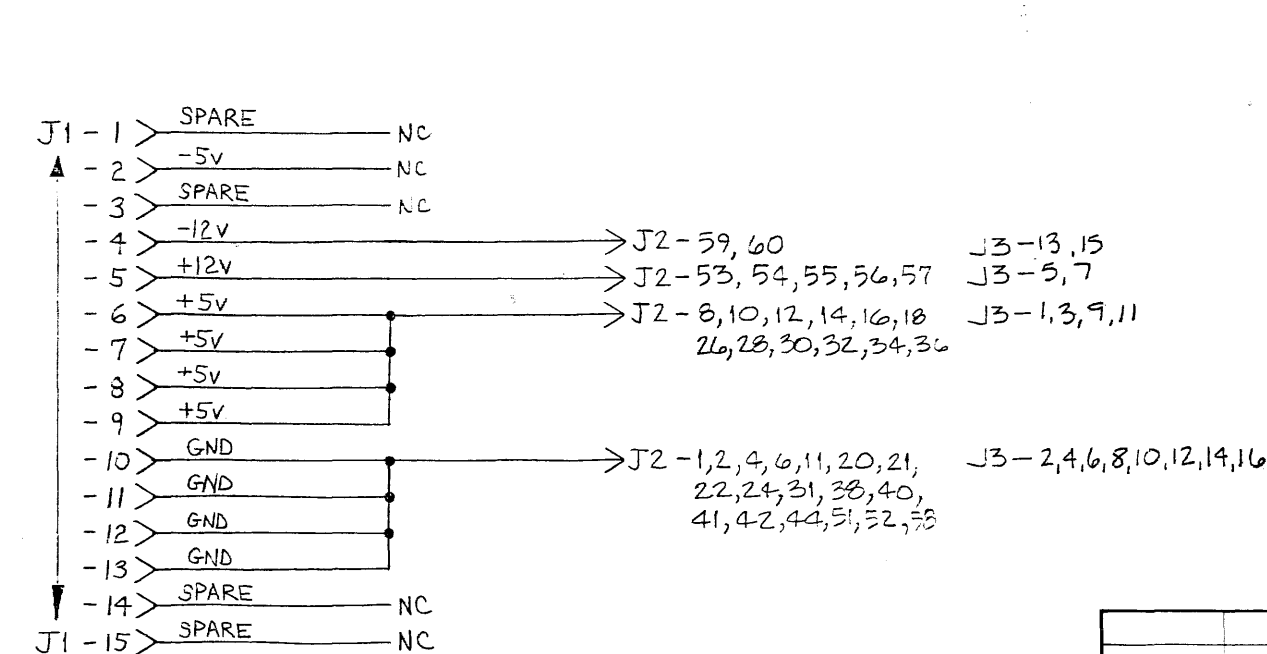 J1 - 1 SPARE NC
- 2 -5v NC
- 3 SPARE NC
- 4 -12v J2-59,60 J3-13,15
- 5 +12v J2-53,54,55,56,57 J3-5,7
- 6 +5v J2-8,10,12,14,16,18 J3-1,3,9,11
26,28,30,32,34,36
- 7 +5v
- 8 +5v
- 9 +5v
-10 GND J2-1,2,4,6,11,20,21, J3-2,4,6,8,10,12,14,16
22,24,31,38,40,
41,42,44,51,52,58
-11 GND
-12 GND
-13 GND
-14 SPARE NC
J1 -15 SPARE NC